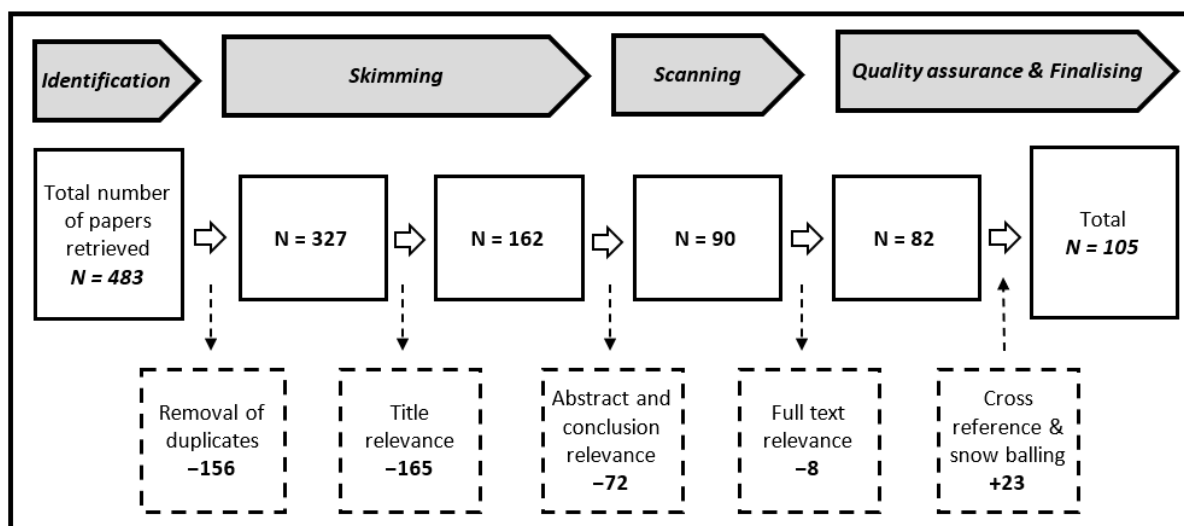 Identification
Skimming
Scanning
Quality assurance & Finalising
Total number
of papers
retrieved
N = 483
N = 327
N = 162
N = 90
N = 82
Total
N = 105
Removal of
duplicates
−156
Title
relevance
−165
Abstract and
conclusion
relevance
−72
Full text
relevance
−8
Cross
reference &
snow balling
+23